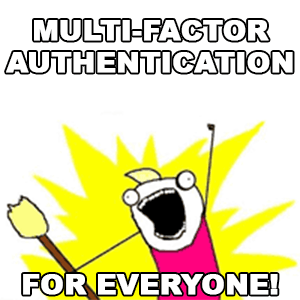 MULTI-FACTOR
AUTHENTICATION
FOR EVERYONE!